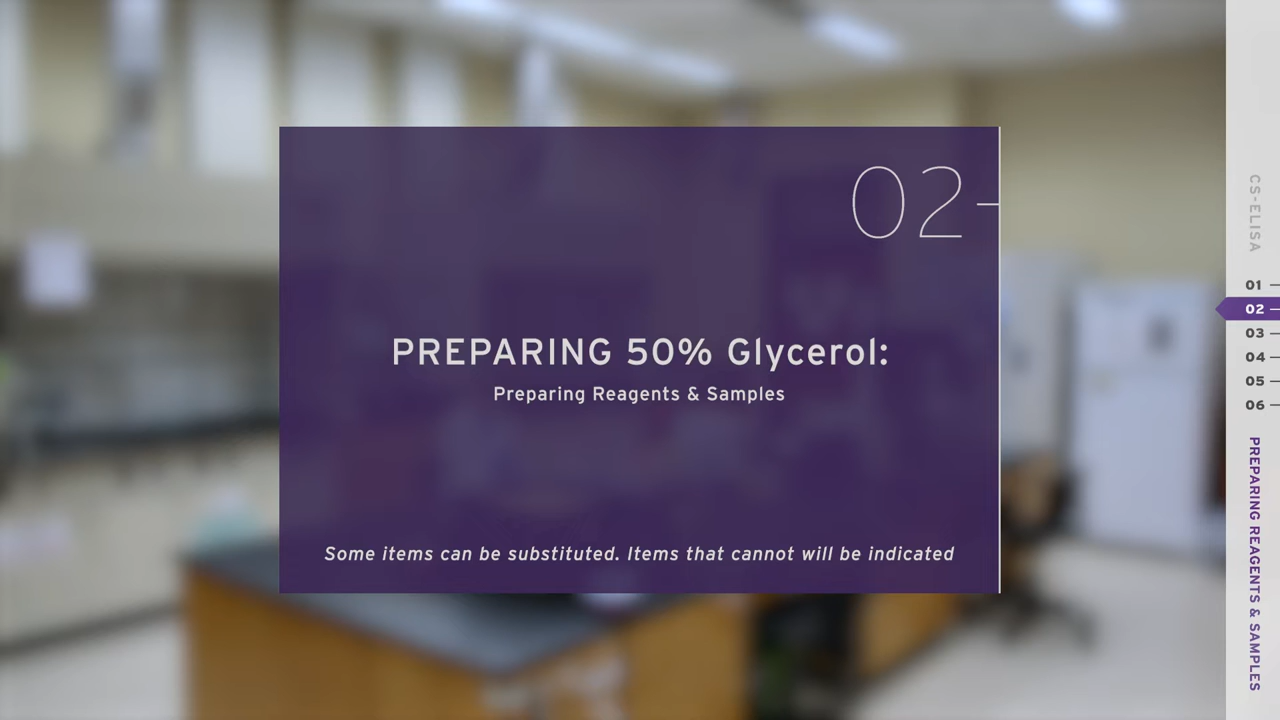 02-
PREPARING 50% Glycerol:
Preparing Reagents & Samples
Some items can be substituted. Items that cannot will be indicated
CS-ELISA
01 –
02 –
03 –
04 –
05 –
06 –
PREPARING REAGENTS & SAMPLES